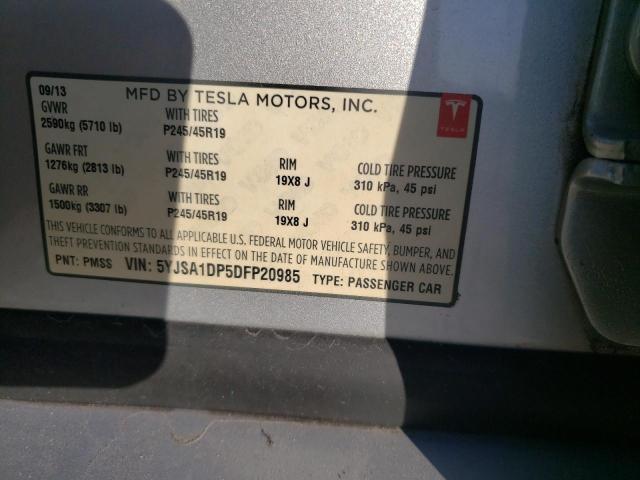 09/13 MFD BY TESLA MOTORS, INC.
GVWR WITH TIRES
2590kg (5710 lb) P245/45R19
TESLA
GAWR FRT WITH TIRES RIM COLD TIRE PRESSURE
1276kg (2813 lb) P245/45R19 19X8 J 310 kPa, 45 psi
GAWR RR WITH TIRES RIM COLD TIRE PRESSURE
1500kg (3307 lb) P245/45R19 19X8 J 310 kPa, 45 psi
THIS VEHICLE CONFORMS TO ALL APPLICABLE U.S. FEDERAL MOTOR VEHICLE SAFETY, BUMPER, AND
THEFT PREVENTION STANDARDS IN EFFECT ON THE DATE OF MANUFACTURE SHOWN ABOVE.
PNT: PMSS VIN: 5YJSA1DP5DFP20985 TYPE: PASSENGER CAR